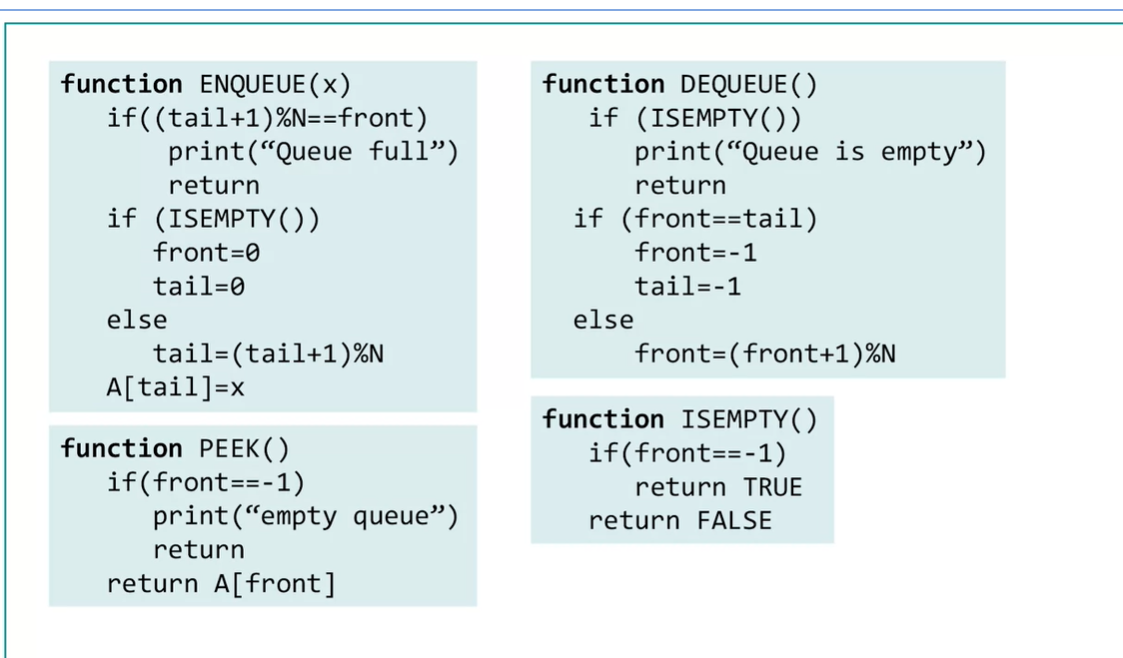 function ENQUEUE(x)
if((tail+1)%N==front)
print(“Queue full”)
return
if (ISEMPTY())
front=0
tail=0
else
tail=(tail+1)%N
A[tail]=x
function PEEK()
if(front==-1)
print(“empty queue”)
return
return A[front]
function DEQUEUE()
if (ISEMPTY())
print(“Queue is empty”)
return
if (front==tail)
front=-1
tail=-1
else
front=(front+1)%N
function ISEMPTY()
if(front==-1)
return TRUE
return FALSE